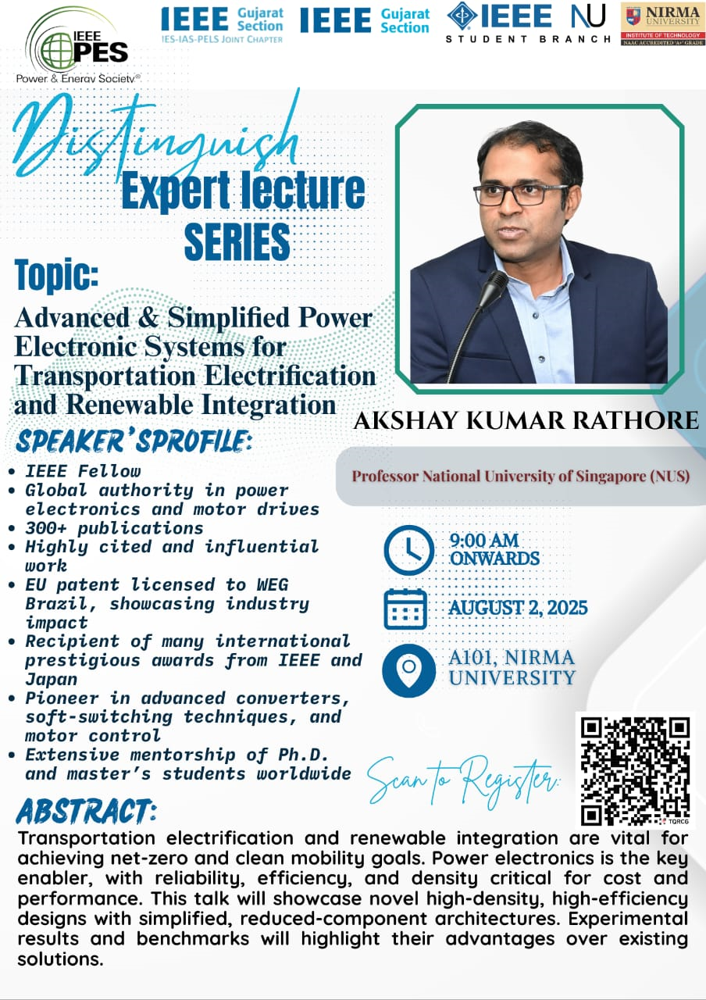 IEEE
PES
Power & Energy Society®
IEEE Gujarat Section
IES-IAS-PELS JOINT CHAPTER
IEEE Gujarat Section
IEEE NU
STUDENT BRANCH
NIRMA
UNIVERSITY
INSTITUTE OF TECHNOLOGY
NAAC ACCREDITED 'A+' GRADE
Distinguish
Expert lecture
SERIES
Topic:
Advanced & Simplified Power
Electronic Systems for
Transportation Electrification
and Renewable Integration
AKSHAY KUMAR RATHORE
Professor National University of Singapore (NUS)
SPEAKER'SPROFILE:
• IEEE Fellow
• Global authority in power
electronics and motor drives
• 300+ publications
• Highly cited and influential
work
• EU patent licensed to WEG
Brazil, showcasing industry
impact
• Recipient of many international
prestigious awards from IEEE and
Japan
• Pioneer in advanced converters,
soft-switching techniques, and
motor control
• Extensive mentorship of Ph.D.
and master's students worldwide
9:00 AM
ONWARDS
AUGUST 2, 2025
A101, NIRMA
UNIVERSITY
Scan to Register:
TQRCG
ABSTRACT:
Transportation electrification and renewable integration are vital for
achieving net-zero and clean mobility goals. Power electronics is the key
enabler, with reliability, efficiency, and density critical for cost and
performance. This talk will showcase novel high-density, high-efficiency
designs with simplified, reduced-component architectures. Experimental
results and benchmarks will highlight their advantages over existing
solutions.